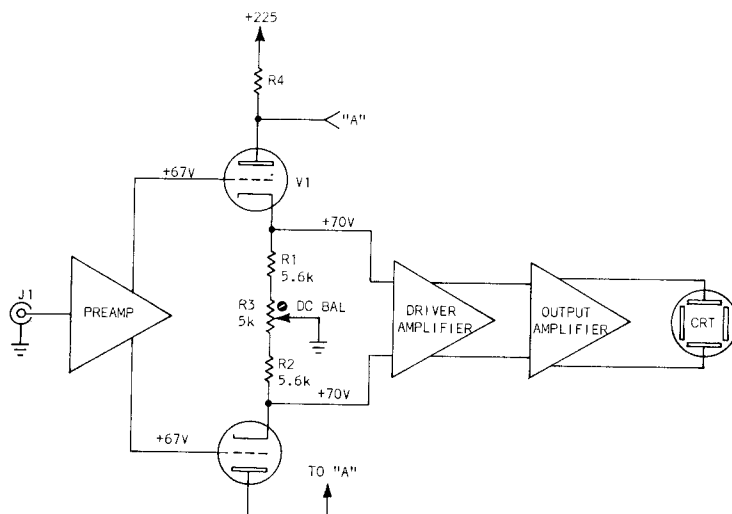 +225
R4
"A"
+67V
V1
+70V
R1
5.6k
J1
PREAMP
R3
5k
DC BAL
DRIVER
AMPLIFIER
OUTPUT
AMPLIFIER
CRT
R2
5.6k
+70V
+67V
TO "A"